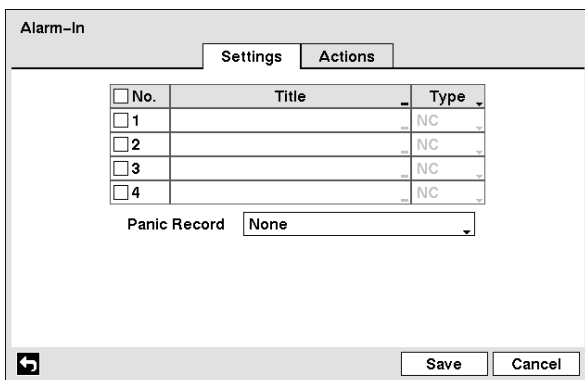 Alarm-In
Settings Actions
No. Title Type
1 NC
2 NC
3 NC
4 NC
Panic Record None
Save Cancel